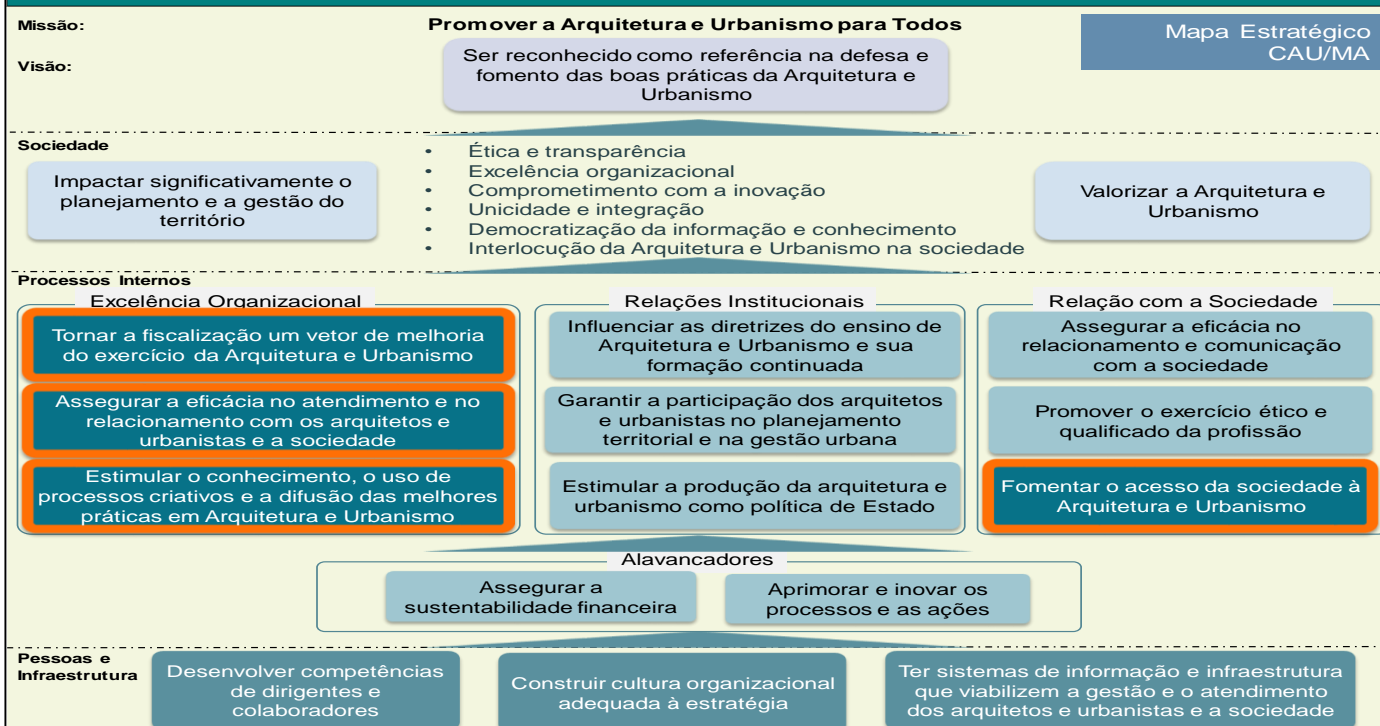 Missão:
Promover a Arquitetura e Urbanismo para Todos
Mapa Estratégico
CAU/MA
Visão:
Ser reconhecido como referência na defesa e
fomento das boas práticas da Arquitetura e
Urbanismo
Sociedade
Impactar significativamente o
planejamento e a gestão do
território
• Ética e transparência
• Excelência organizacional
• Comprometimento com a inovação
• Unicidade e integração
• Democratização da informação e conhecimento
• Interlocução da Arquitetura e Urbanismo na sociedade
Valorizar a Arquitetura e
Urbanismo
Processos Internos
Excelência Organizacional
Tornar a fiscalização um vetor de melhoria
do exercício da Arquitetura e Urbanismo
Assegurar a eficácia no atendimento e no
relacionamento com os arquitetos e
urbanistas e a sociedade
Estimular o conhecimento, o uso de
processos criativos e a difusão das melhores
práticas em Arquitetura e Urbanismo
Relações Institucionais
Influenciar as diretrizes do ensino de
Arquitetura e Urbanismo e sua
formação continuada
Garantir a participação dos arquitetos
e urbanistas no planejamento
territorial e na gestão urbana
Estimular a produção da arquitetura e
urbanismo como política de Estado
Relação com a Sociedade
Assegurar a eficácia no
relacionamento e comunicação
com a sociedade
Promover o exercício ético e
qualificado da profissão
Fomentar o acesso da sociedade à
Arquitetura e Urbanismo
Alavancadores
Assegurar a
sustentabilidade financeira
Aprimorar e inovar os
processos e as ações
Pessoas e
Infraestrutura
Desenvolver competências
de dirigentes e
colaboradores
Construir cultura organizacional
adequada à estratégia
Ter sistemas de informação e infraestrutura
que viabilizem a gestão e o atendimento
dos arquitetos e urbanistas e a sociedade